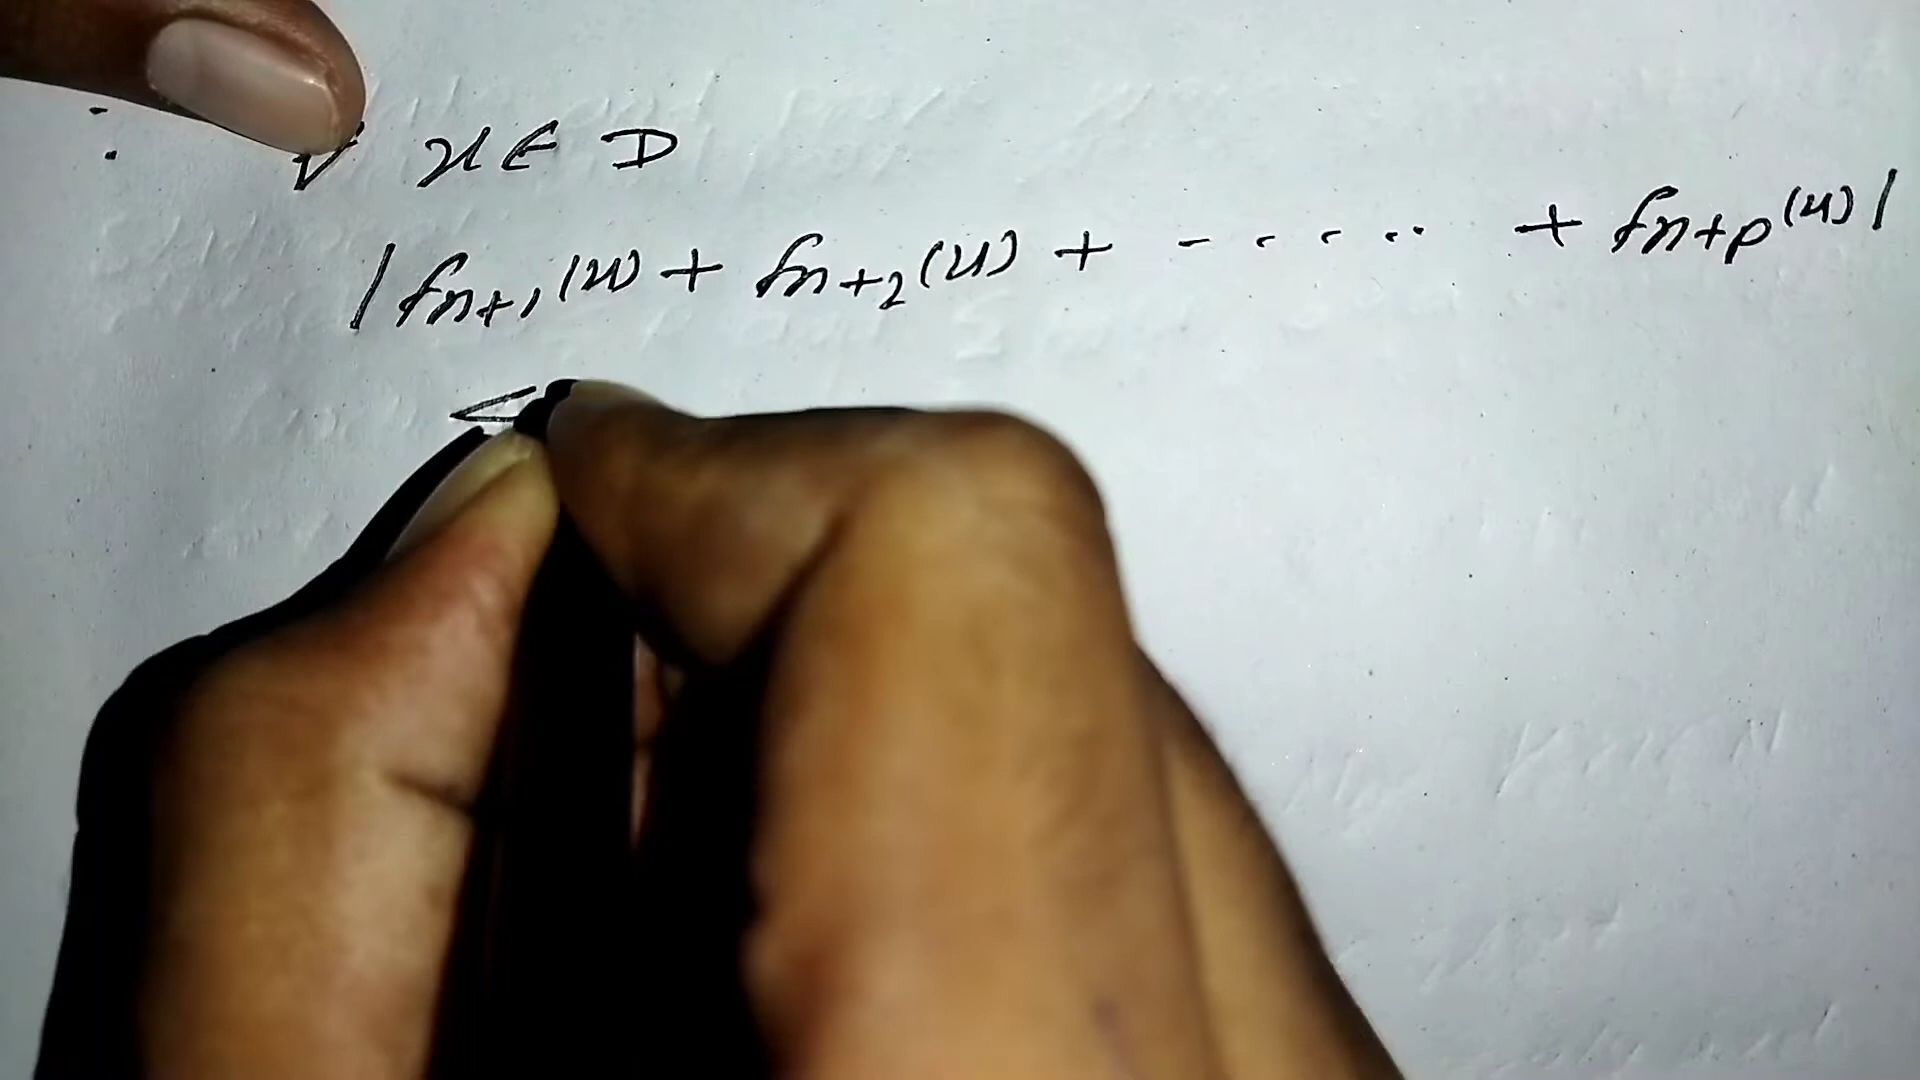 ∴ ∀ x ∈ D
|fn+1(x) + fn+2(x) + - . . . . + fn+p(x)|
<